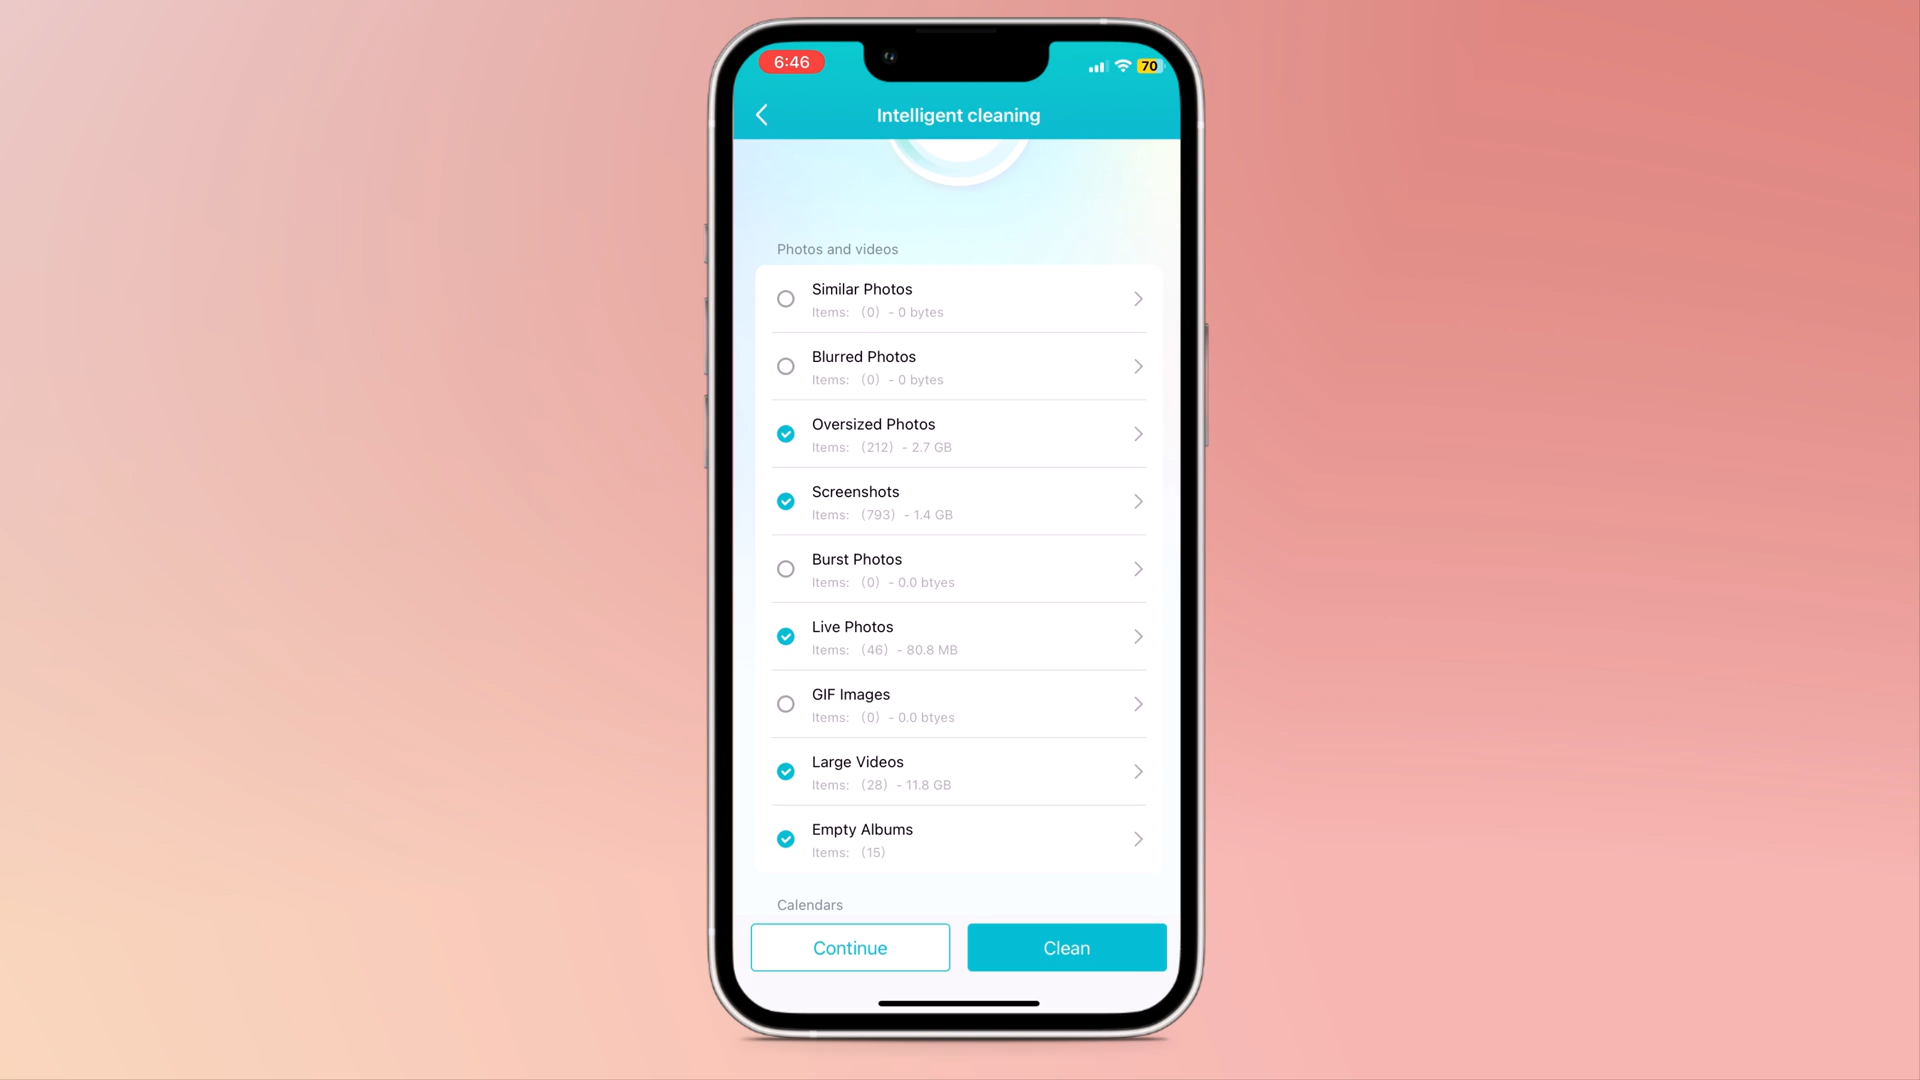 6:46
70
Intelligent cleaning
Photos and videos
Similar Photos
Items: (0) - 0 bytes
Blurred Photos
Items: (0) - 0 bytes
Oversized Photos
Items: (212) - 2.7 GB
Screenshots
Items: (793) - 1.4 GB
Burst Photos
Items: (0) - 0.0 btyes
Live Photos
Items: (46) - 80.8 MB
GIF Images
Items: (0) - 0.0 btyes
Large Videos
Items: (28) - 11.8 GB
Empty Albums
Items: (15)
Calendars
Continue
Clean